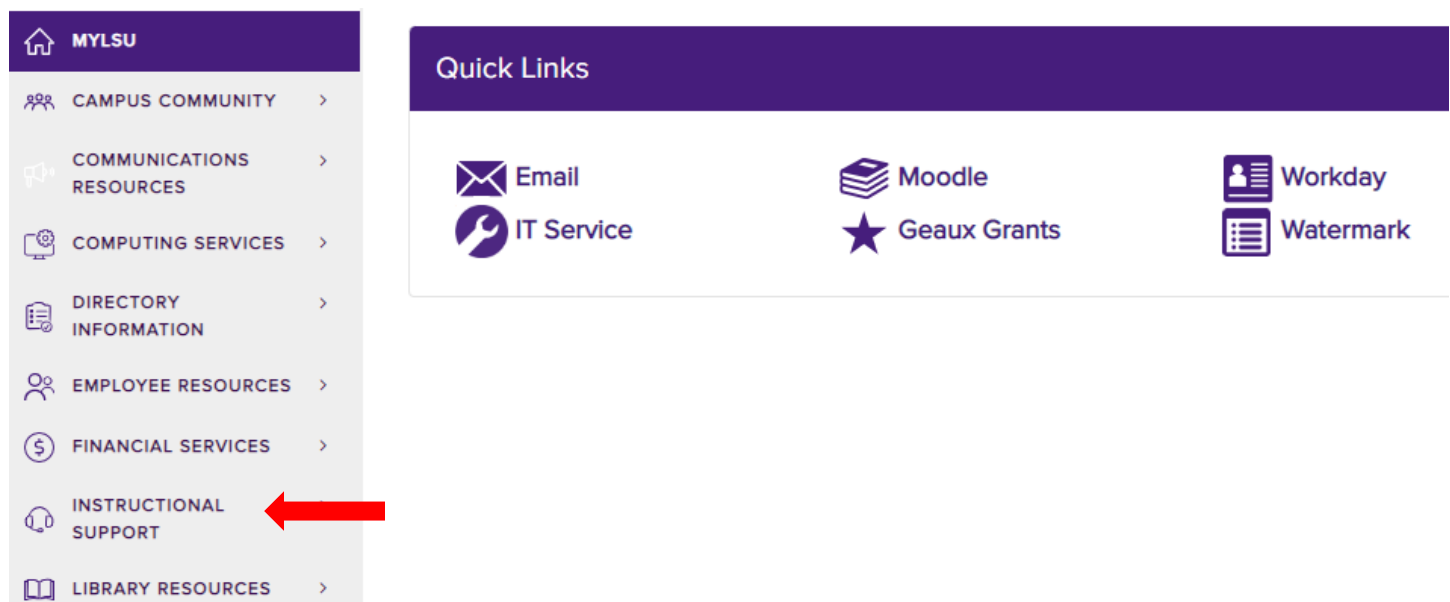 MYLSU
CAMPUS COMMUNITY
COMMUNICATIONS
RESOURCES
COMPUTING SERVICES
DIRECTORY
INFORMATION
EMPLOYEE RESOURCES
FINANCIAL SERVICES
INSTRUCTIONAL
SUPPORT
LIBRARY RESOURCES
Quick Links
Email
Moodle
Workday
IT Service
Geaux Grants
Watermark